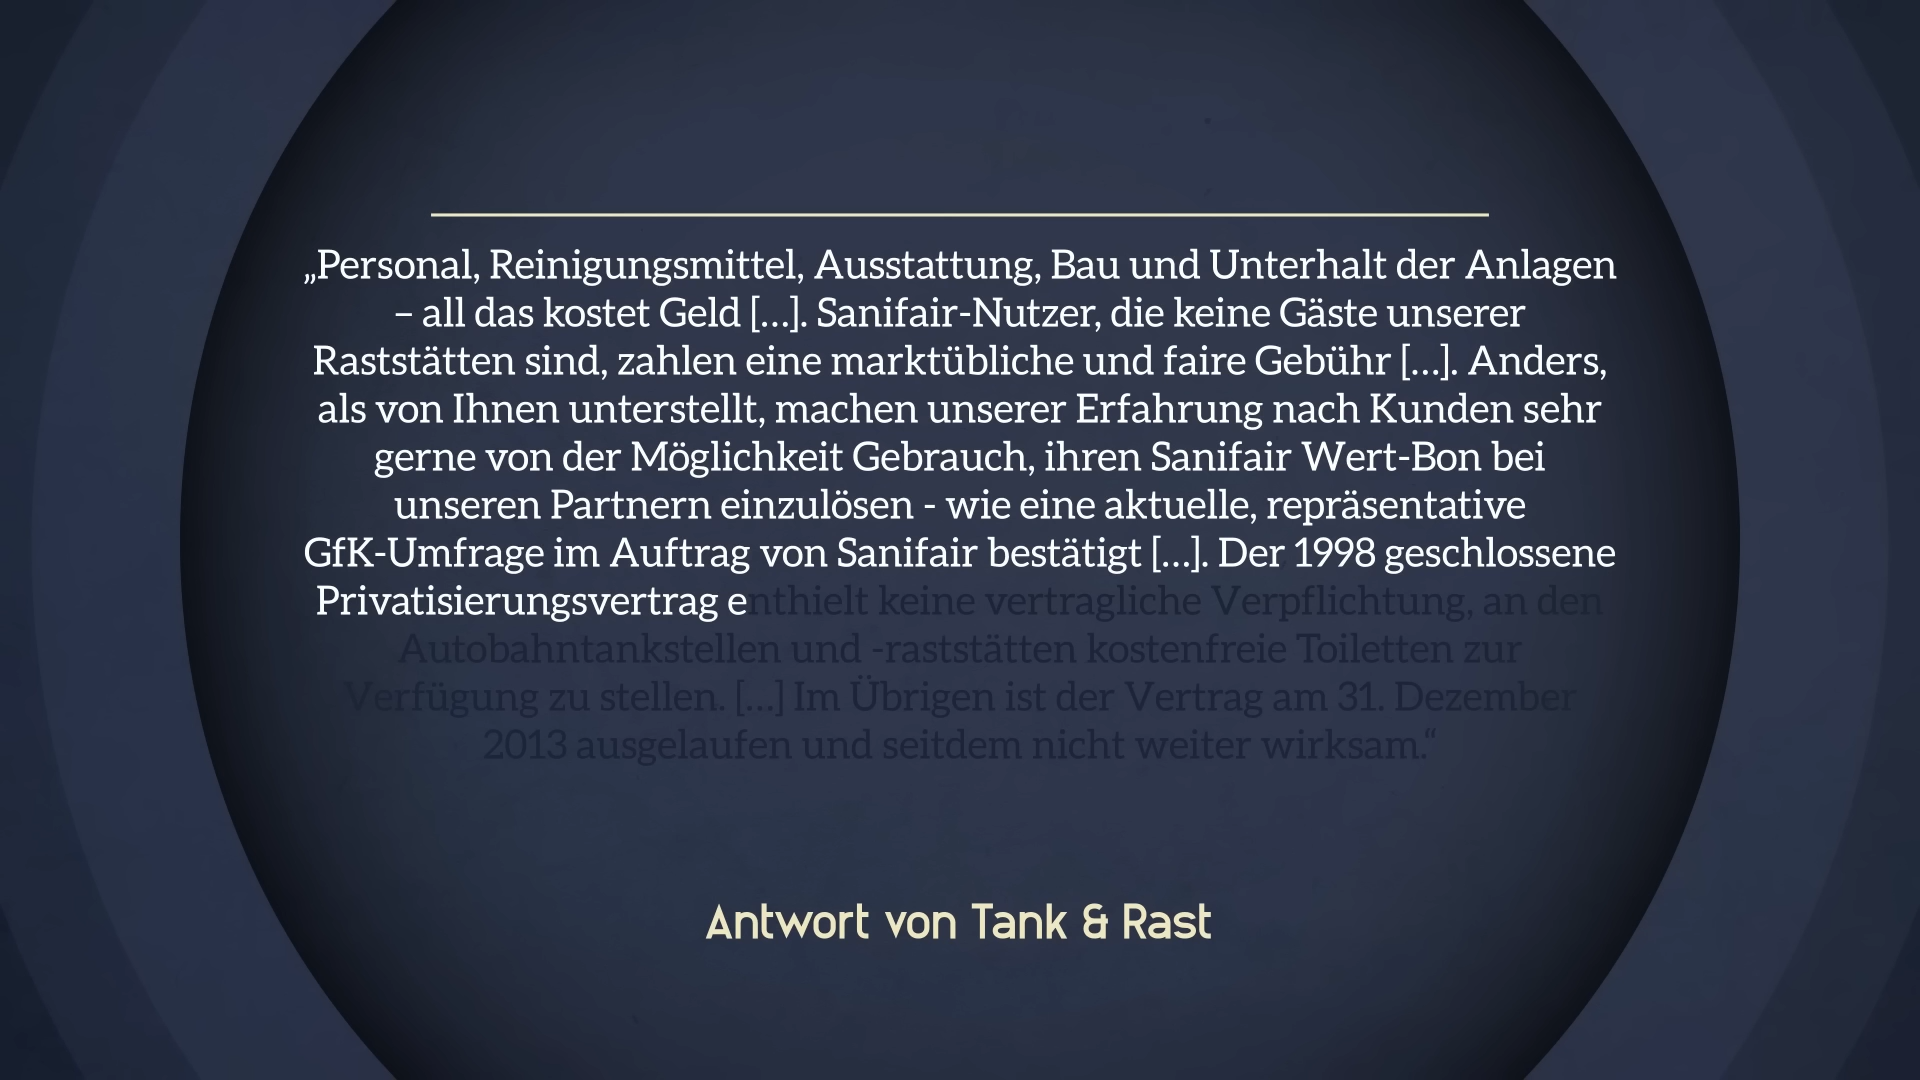 „Personal, Reinigungsmittel, Ausstattung, Bau und Unterhalt der Anlagen
– all das kostet Geld [...]. Sanifair-Nutzer, die keine Gäste unserer
Raststätten sind, zahlen eine marktübliche und faire Gebühr [...]. Anders,
als von Ihnen unterstellt, machen unserer Erfahrung nach Kunden sehr
gerne von der Möglichkeit Gebrauch, ihren Sanifair Wert-Bon bei
unseren Partnern einzulösen - wie eine aktuelle, repräsentative
GfK-Umfrage im Auftrag von Sanifair bestätigt [...]. Der 1998 geschlossene
Privatisierungsvertrag enthielt keine vertragliche Verpflichtung, an den
Autobahntankstellen und -raststätten kostenfreie Toiletten zur
Verfügung zu stellen. [...] Im Übrigen ist der Vertrag am 31. Dezember
2013 ausgelaufen und seitdem nicht weiter wirksam.“
Antwort von Tank & Rast